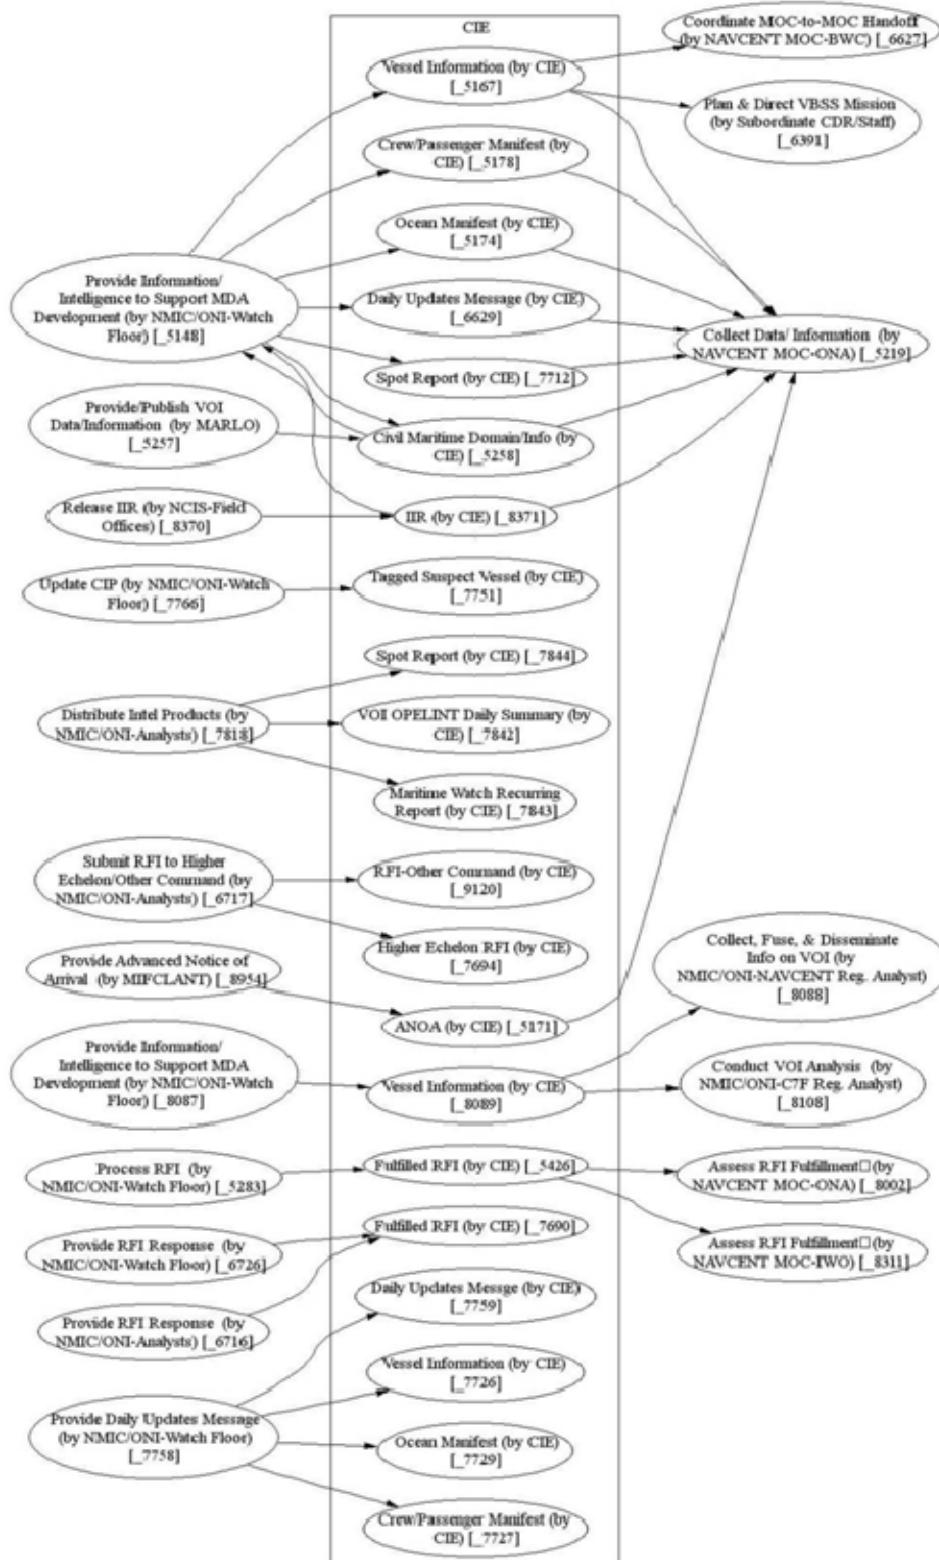 CIE
Coordinate MOC-to-MOC Handoff
(by NAVCENT MOC-BWC) [_6627]
Vessel Information (by CIE)
[_5167]
Plan & Direct VBSS Mission
(by Subordinate CDR/Staff)
[_6391]
Crew/Passenger Manifest (by
CIE) [_5178]
Ocean Manifest (by CIE)
[_5174]
Provide Information/
Intelligence to Support MDA
Development (by NMIC/ONI-Watch
Floor) [_5148]
Daily Updates Message (by CIE)
[_6629]
Collect Data/ Information (by
NAVCENT MOC-ONA) [_5219]
Spot Report (by CIE) [_7712]
Provide/Publish VOI
Data/Information (by MARLO)
[_5257]
Civil Maritime Domain/Info (by
CIE) [_5258]
Release IIR (by NCIS-Field
Offices) [_8370]
IIR (by CIE) [_8371]
Update CIP (by NMIC/ONI-Watch
Floor) [_7766]
Tagged Suspect Vessel (by CIE)
[_7751]
Spot Report (by CIE) [_7844]
Distribute Intel Products (by
NMIC/ONI-Analysts) [_7818]
VOI OPELINT Daily Summary (by
CIE) [_7842]
Maritime Watch Recurring
Report (by CIE) [_7843]
Submit RFI to Higher
Echelon/Other Command (by
NMIC/ONI-Analysts) [_6717]
RFI-Other Command (by CIE)
[_9120]
Higher Echelon RFI (by CIE)
[_7694]
Collect, Fuse, & Disseminate
Info on VOI (by
NMIC/ONI-NAVCENT Reg. Analyst)
[_8088]
Provide Advanced Notice of
Arrival (by MIFCLANT) [_8954]
ANOA (by CIE) [_5171]
Provide Information/
Intelligence to Support MDA
Development (by NMIC/ONI-Watch
Floor) [_8087]
Vessel Information (by CIE)
[_8089]
Conduct VOI Analysis (by
NMIC/ONI-C7F Reg. Analyst)
[_8108]
Process RFI (by
NMIC/ONI-Watch Floor) [_5283]
Fulfilled RFI (by CIE) [_5426]
Assess RFI Fulfillment□ (by
NAVCENT MOC-ONA) [_8002]
Provide RFI Response (by
NMIC/ONI-Watch Floor) [_6726]
Fulfilled RFI (by CIE) [_7690]
Assess RFI Fulfillment□ (by
NAVCENT MOC-IWO) [_8311]
Provide RFI Response (by
NMIC/ONI-Analysts) [_6716]
Daily Updates Messge (by CIE)
[_7759]
Vessel Information (by CIE)
[_7726]
Provide Daily Updates Message
(by NMIC/ONI-Watch Floor)
[_7758]
Ocean Manifest (by CIE)
[_7729]
Crew/Passenger Manifest (by
CIE) [_7727]